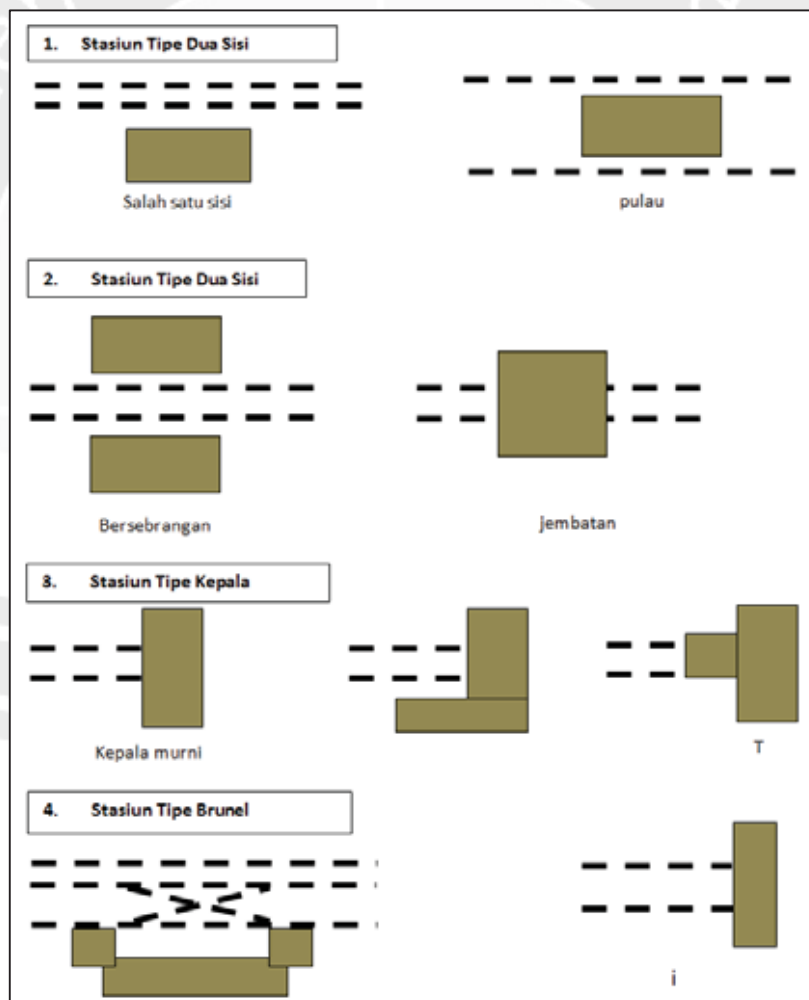 1. Stasiun Tipe Dua Sisi
Salah satu sisi
pulau
2. Stasiun Tipe Dua Sisi
Bersebrangan
jembatan
3. Stasiun Tipe Kepala
Kepala murni
T
4. Stasiun Tipe Brunel
i